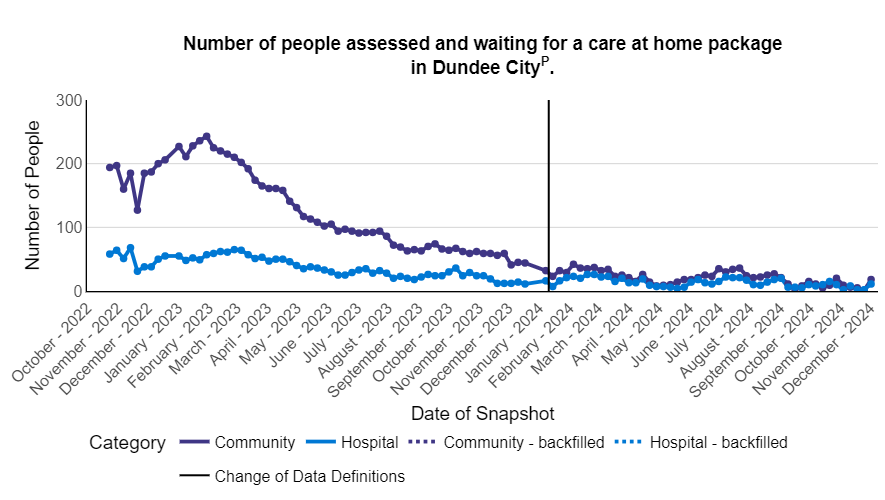 Number of people assessed and waiting for a care at home package
in Dundee Cityᴾ.
Number of People
300
200
100
0
October - 2022
November - 2022
December - 2022
January - 2023
February - 2023
March - 2023
April - 2023
May - 2023
June - 2023
July - 2023
August - 2023
September - 2023
October - 2023
November - 2023
December - 2023
January - 2024
February - 2024
March - 2024
April - 2024
May - 2024
June - 2024
July - 2024
August - 2024
September - 2024
October - 2024
November - 2024
December - 2024
Date of Snapshot
Category Community Hospital Community - backfilled Hospital - backfilled
Change of Data Definitions